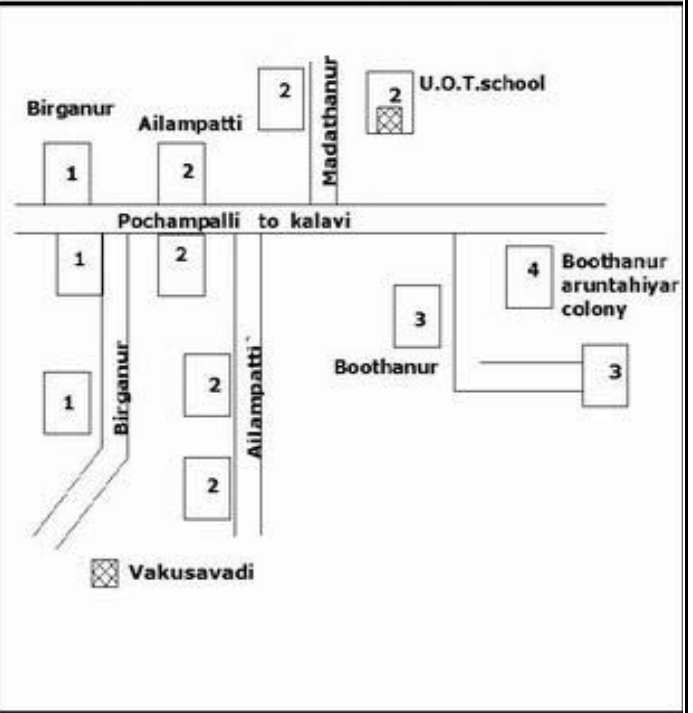 2
Madathanur
2
U.O.T.school
Birganur
Ailampatti
1
2
Pochampalli to kalavi
1
2
4
Boothanur
aruntahiyar
colony
3
Boothanur
3
1
Birganur
2
Ailampatti
2
Vakusavadi